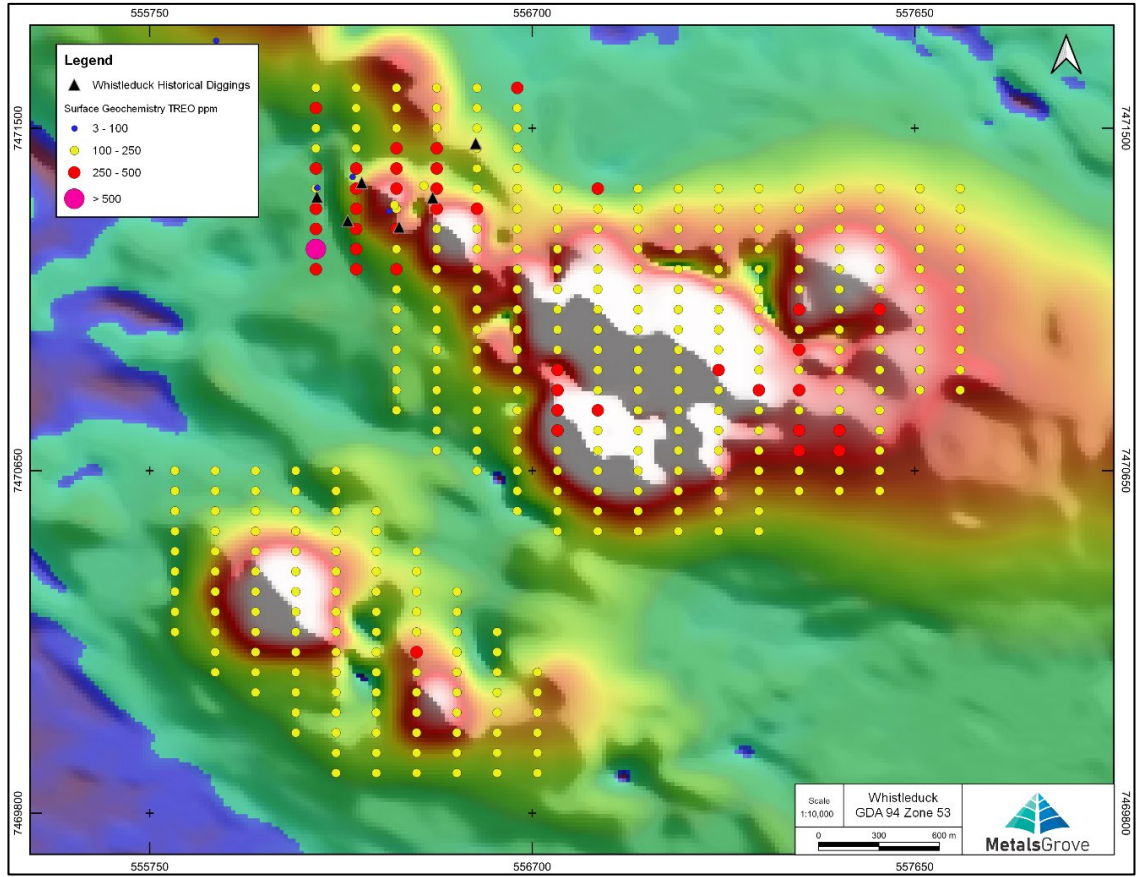 555750 556700 557650
Legend
Whistleduck Historical Diggings
Surface Geochemistry TREO ppm
3 - 100
100 - 250
250 - 500
> 500
7471500 7471500
7470650 7470650
7469800 7469800
Scale
1:10,000
Whistleduck
GDA 94 Zone 53
0 300 600 m
MetalsGrove
555750 556700 557650